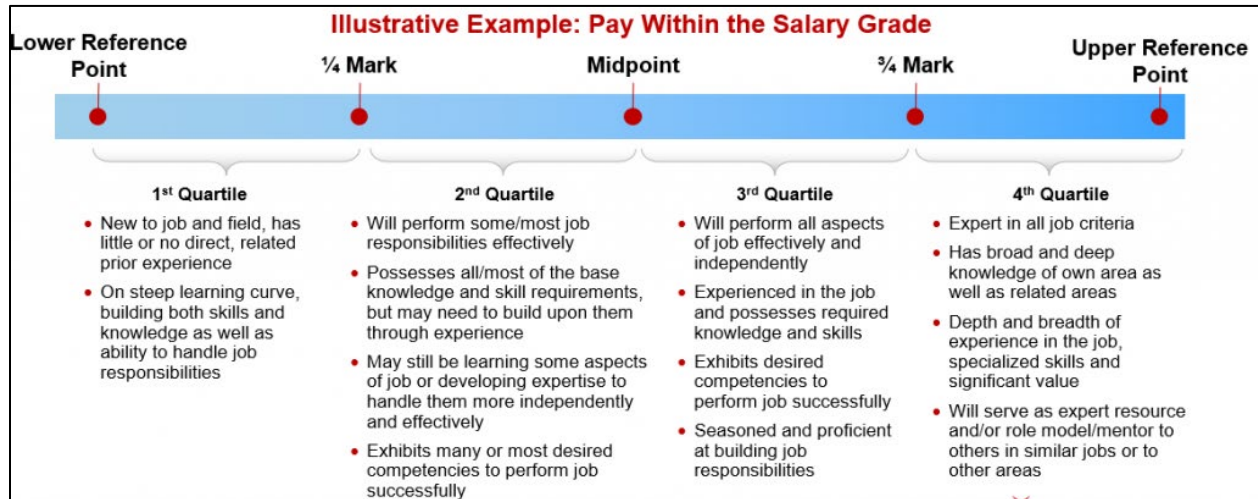 Illustrative Example: Pay Within the Salary Grade
Lower Reference
Point
¼ Mark
Midpoint
¾ Mark
Upper Reference
Point
1st Quartile
• New to job and field, has
little or no direct, related
prior experience
• On steep learning curve,
building both skills and
knowledge as well as
ability to handle job
responsibilities
2nd Quartile
• Will perform some/most job
responsibilities effectively
• Possesses all/most of the base
knowledge and skill requirements,
but may need to build upon them
through experience
• May still be learning some aspects
of job or developing expertise to
handle them more independently
and effectively
• Exhibits many or most desired
competencies to perform job
successfully
3rd Quartile
• Will perform all aspects
of job effectively and
independently
• Experienced in the job
and possesses required
knowledge and skills
• Exhibits desired
competencies to
perform job successfully
• Seasoned and proficient
at building job
responsibilities
4th Quartile
• Expert in all job criteria
• Has broad and deep
knowledge of own area as
well as related areas
• Depth and breadth of
experience in the job,
specialized skills and
significant value
• Will serve as expert resource
and/or role model/mentor to
others in similar jobs or to
other areas